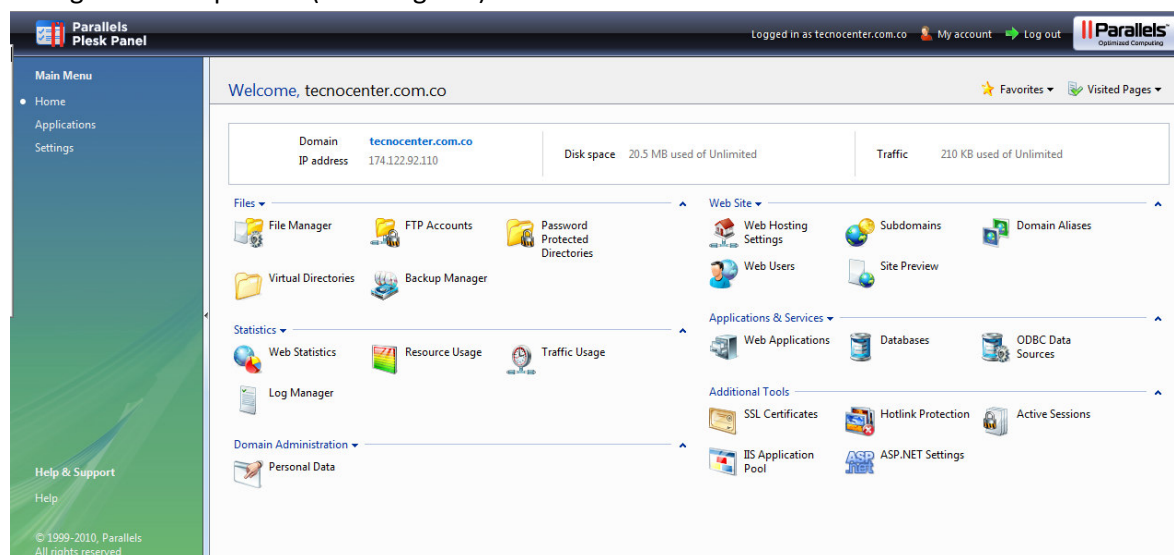 Parallels
Plesk Panel
Logged in as tecnocenter.com.co My account Log out
Parallels
Optimized Computing
Main Menu
Home
Applications
Settings
Welcome, tecnocenter.com.co
Favorites Visited Pages
Domain tecnocenter.com.co
IP address 174.122.92.110
Disk space 20.5 MB used of Unlimited
Traffic 210 KB used of Unlimited
Files
File Manager
FTP Accounts
Password
Protected
Directories
Virtual Directories
Backup Manager
Statistics
Web Statistics
Resource Usage
Traffic Usage
Log Manager
Domain Administration
Personal Data
Web Site
Web Hosting
Settings
Subdomains
Domain Aliases
Web Users
Site Preview
Applications & Services
Web Applications
Databases
ODBC Data
Sources
Additional Tools
SSL Certificates
Hotlink Protection
Active Sessions
IIS Application
Pool
ASP.NET Settings
Help & Support
Help
© 1999-2010, Parallels
All rights reserved